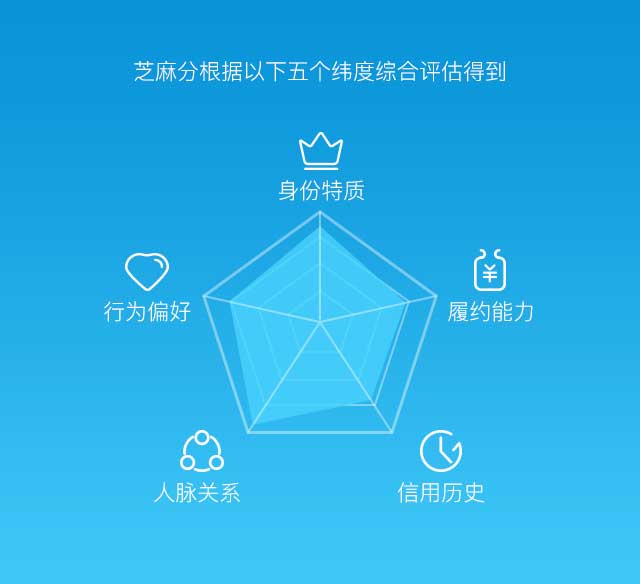 芝麻分根据以下五个纬度综合评估得到
身份特质
行为偏好
履约能力
人脉关系
信用历史